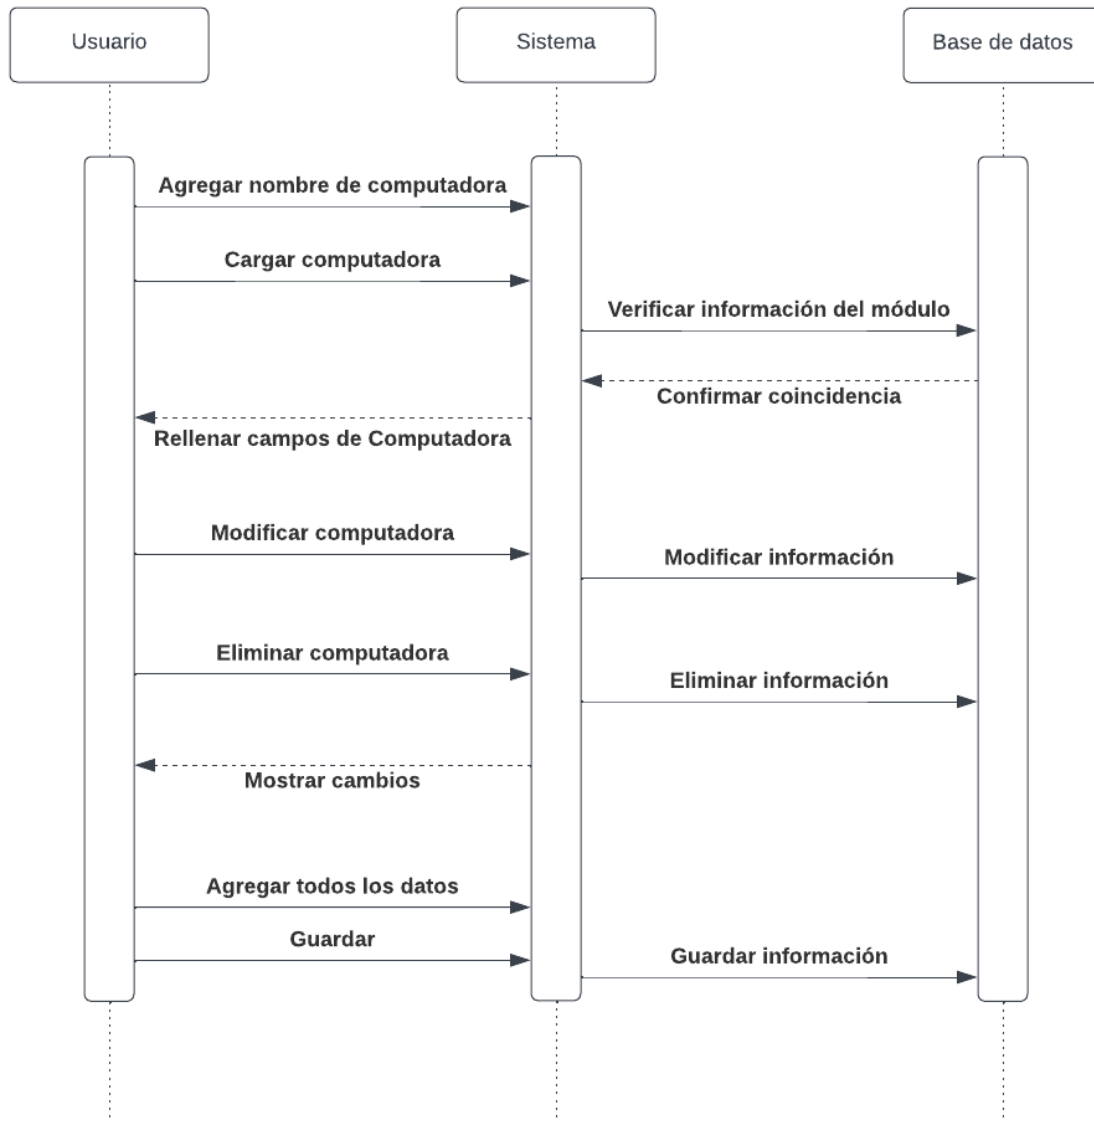 Usuario
Sistema
Base de datos
Agregar nombre de computadora
Cargar computadora
Verificar información del módulo
Confirmar coincidencia
Rellenar campos de Computadora
Modificar computadora
Modificar información
Eliminar computadora
Eliminar información
Mostrar cambios
Agregar todos los datos
Guardar
Guardar información